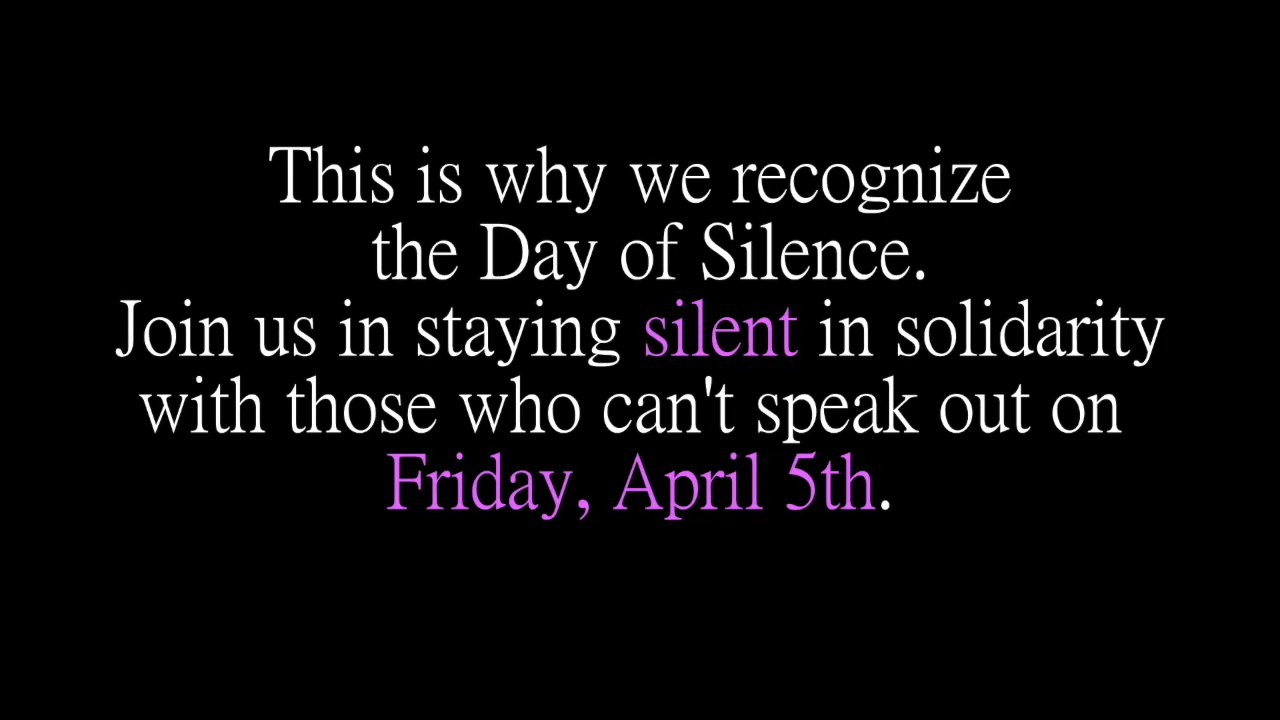 This is why we recognize
the Day of Silence.
Join us in staying silent in solidarity
with those who can't speak out on
Friday, April 5th.